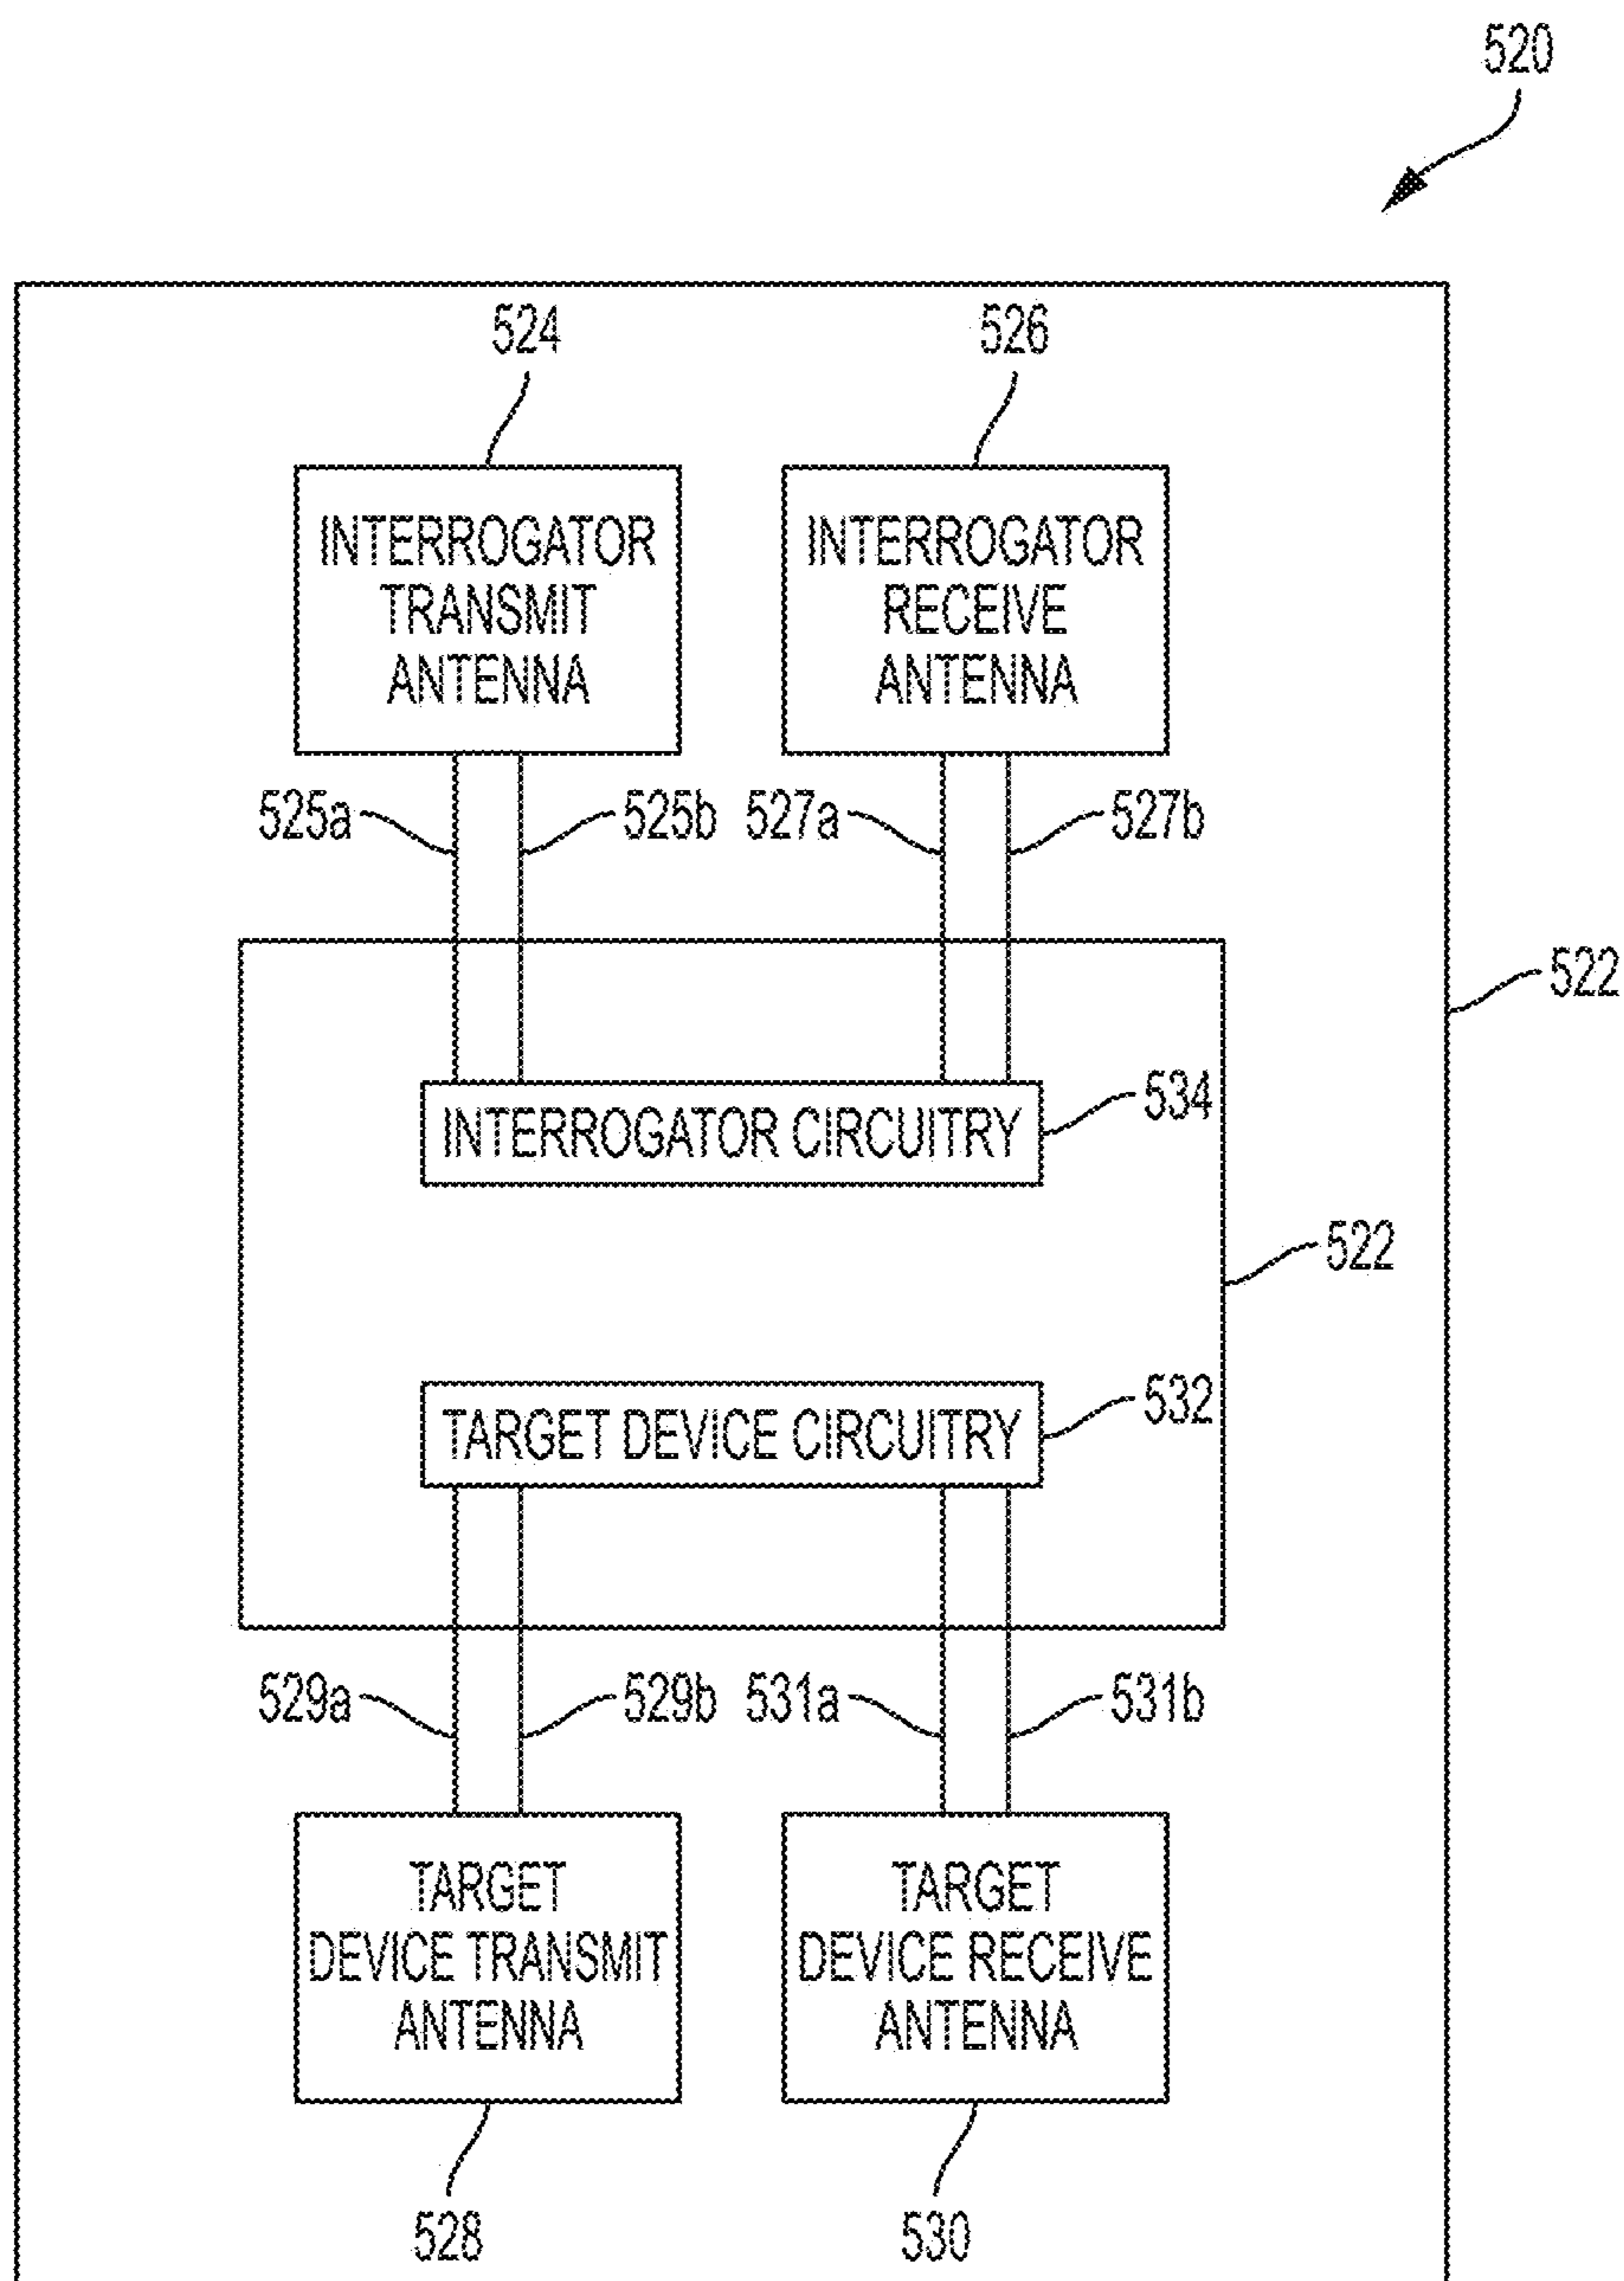 520
524
526
INTERROGATOR
TRANSMIT
ANTENNA
INTERROGATOR
RECEIVE
ANTENNA
525a
525b
527a
527b
522
534
INTERROGATOR CIRCUITRY
522
532
TARGET DEVICE CIRCUITRY
529a
529b
531a
531b
TARGET
DEVICE TRANSMIT
ANTENNA
TARGET
DEVICE RECEIVE
ANTENNA
528
530